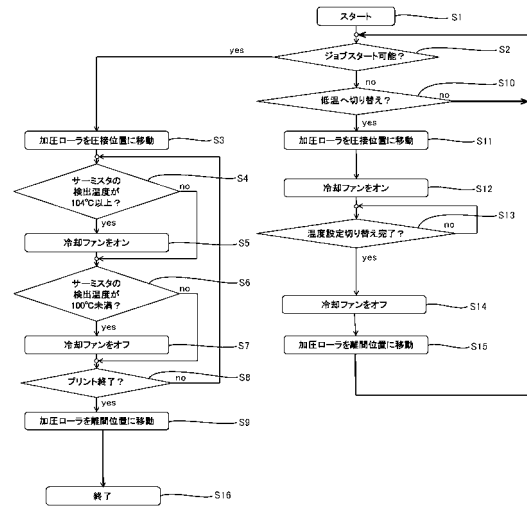 スタート
S1
yes
ジョブスタート可能？
S2
no
S10
低温へ切り替え？
no
yes
加圧ローラを圧接位置に移動
S3
加圧ローラを圧接位置に移動
S11
サーミスタの
検出温度が
104℃以上？
S4
no
yes
冷却ファンをオン
S12
S13
冷却ファンをオン
S5
温度設定切り替え完了？
no
yes
サーミスタの
検出温度が
100℃未満？
S6
no
yes
冷却ファンをオフ
S14
冷却ファンをオフ
S7
加圧ローラを離間位置に移動
S15
プリント終了？
S8
no
yes
加圧ローラを離間位置に移動
S9
終了
S16